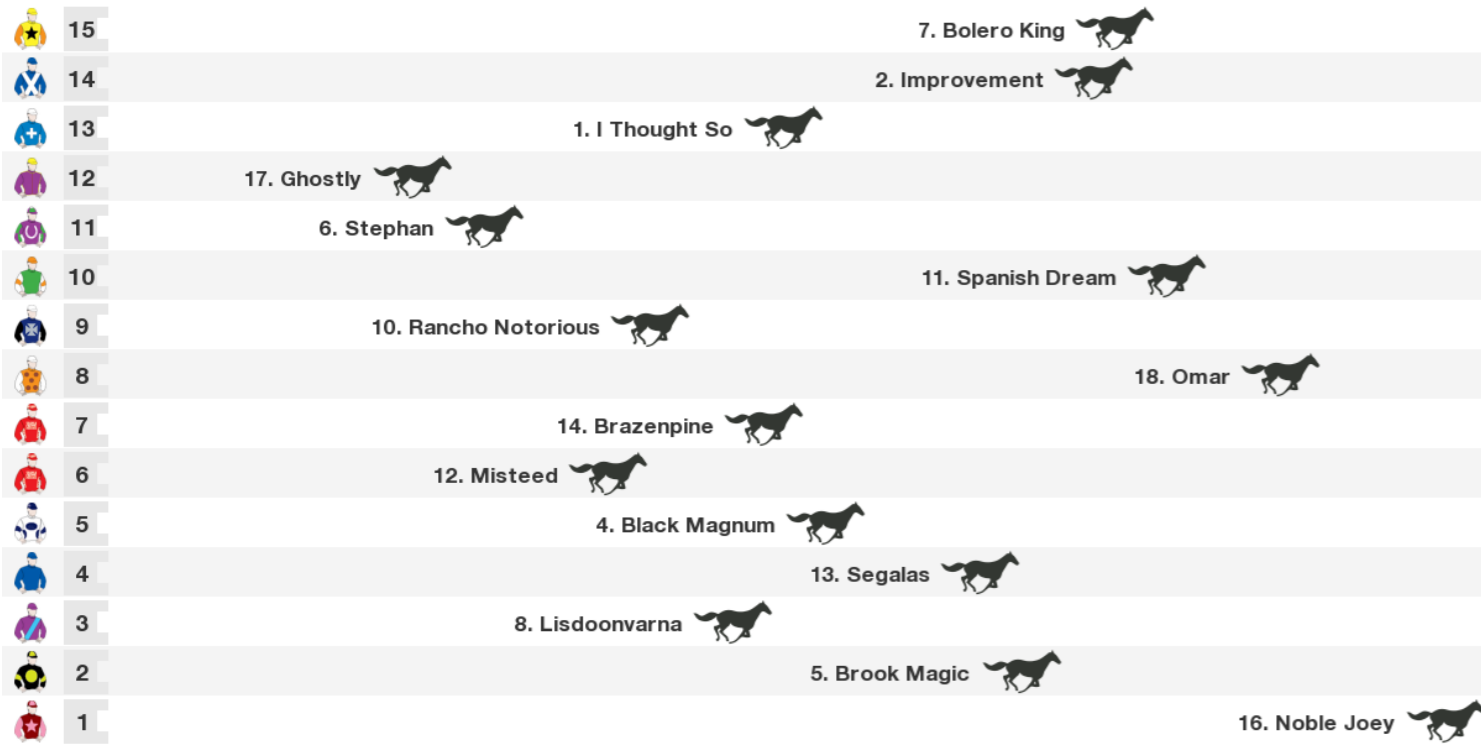 15 7. Bolero King
14 2. Improvement
13 1. I Thought So
12 17. Ghostly
11 6. Stephan
10 11. Spanish Dream
9 10. Rancho Notorious
8 18. Omar
7 14. Brazenpine
6 12. Misteed
5 4. Black Magnum
4 13. Segalas
3 8. Lisdoonvarna
2 5. Brook Magic
1 16. Noble Joey